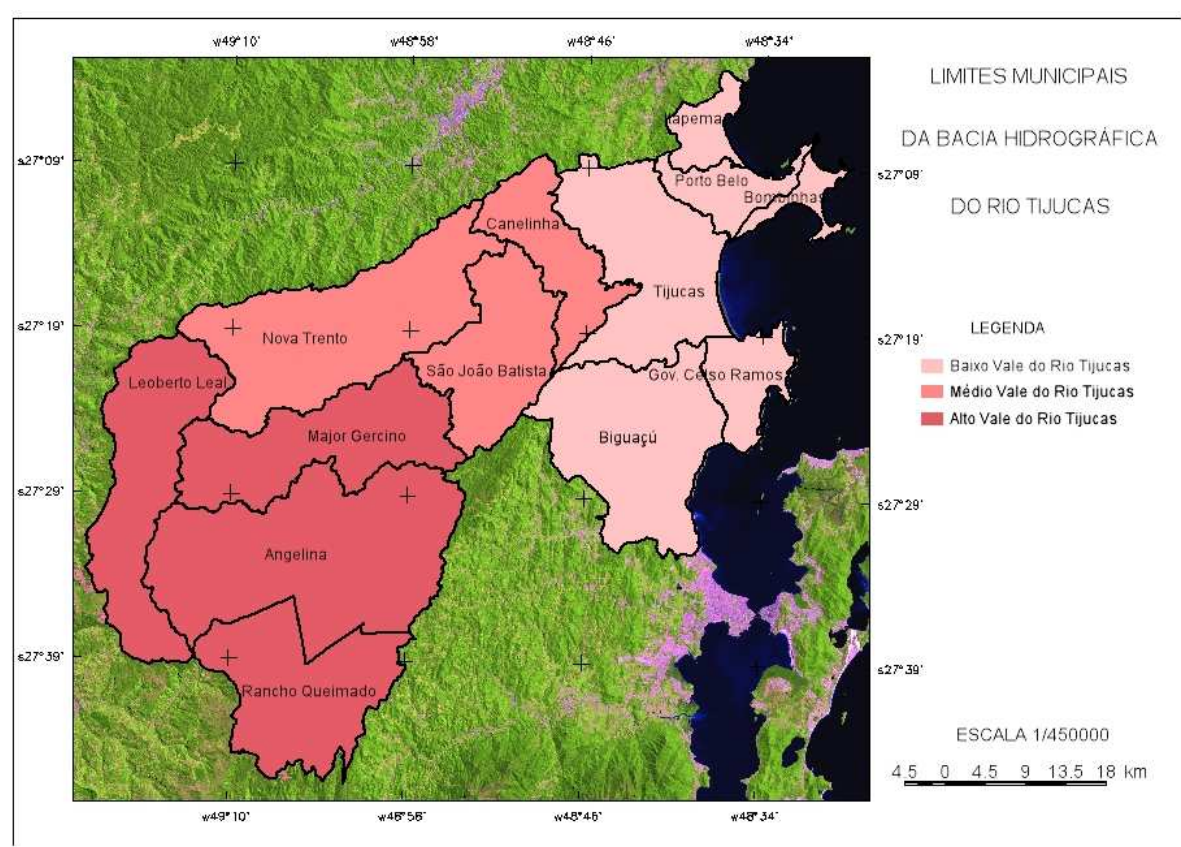 w49°10' w48°58' w48°46' w48°34'
LIMITES MUNICIPAIS
DA BACIA HIDROGRÁFICA
DO RIO TIJUCAS
s27°09' s27°09'
Itapema
Porto Belo
Bombinhas
Canelinha
Tijucas
s27°19' s27°19'
Nova Trento
São João Batista
Leoberto Leal
Gov. Celso Ramos
Major Gercino
Biguaçú
LEGENDA
Baixo Vale do Rio Tijucas
Médio Vale do Rio Tijucas
Alto Vale do Rio Tijucas
s27°29' s27°29'
Angelina
s27°39' s27°39'
Rancho Queimado
ESCALA 1/450000
4.5 0 4.5 9 13.5 18 km
w49°10' w48°58' w48°46' w48°34'